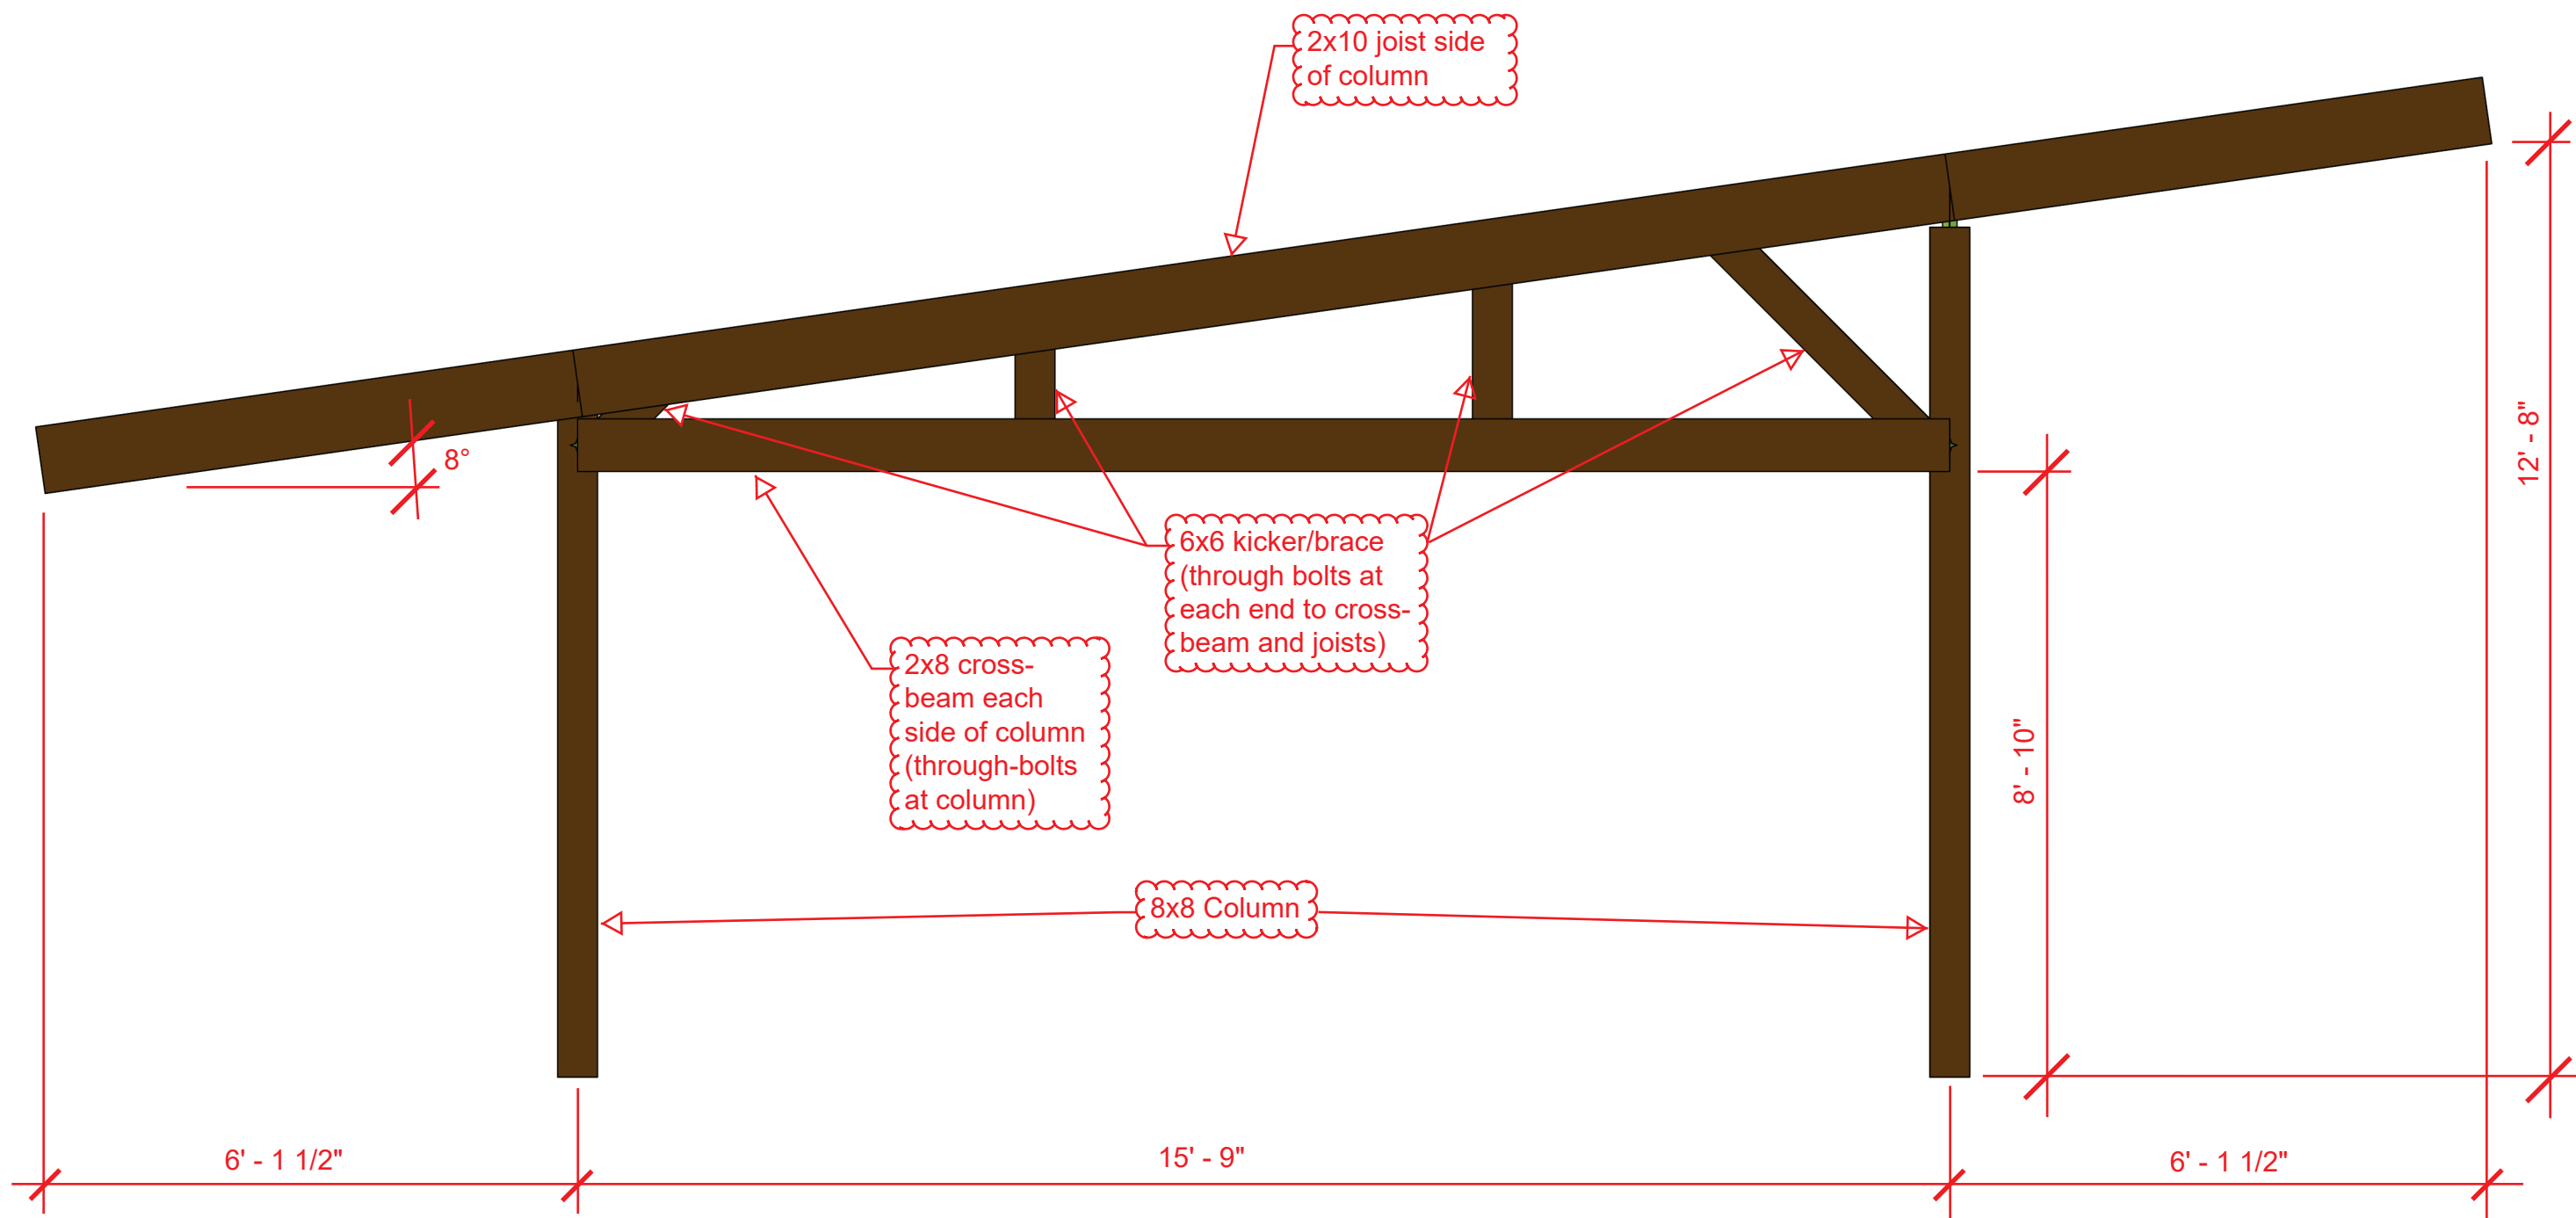 2x10 joist side
of column
8°
12' - 8"
6x6 kicker/brace
(through bolts at
each end to cross-
beam and joists)
2x8 cross-
beam each
side of column
(through-bolts
at column)
8' - 10"
8x8 Column
6' - 1 1/2"
15' - 9"
6' - 1 1/2"